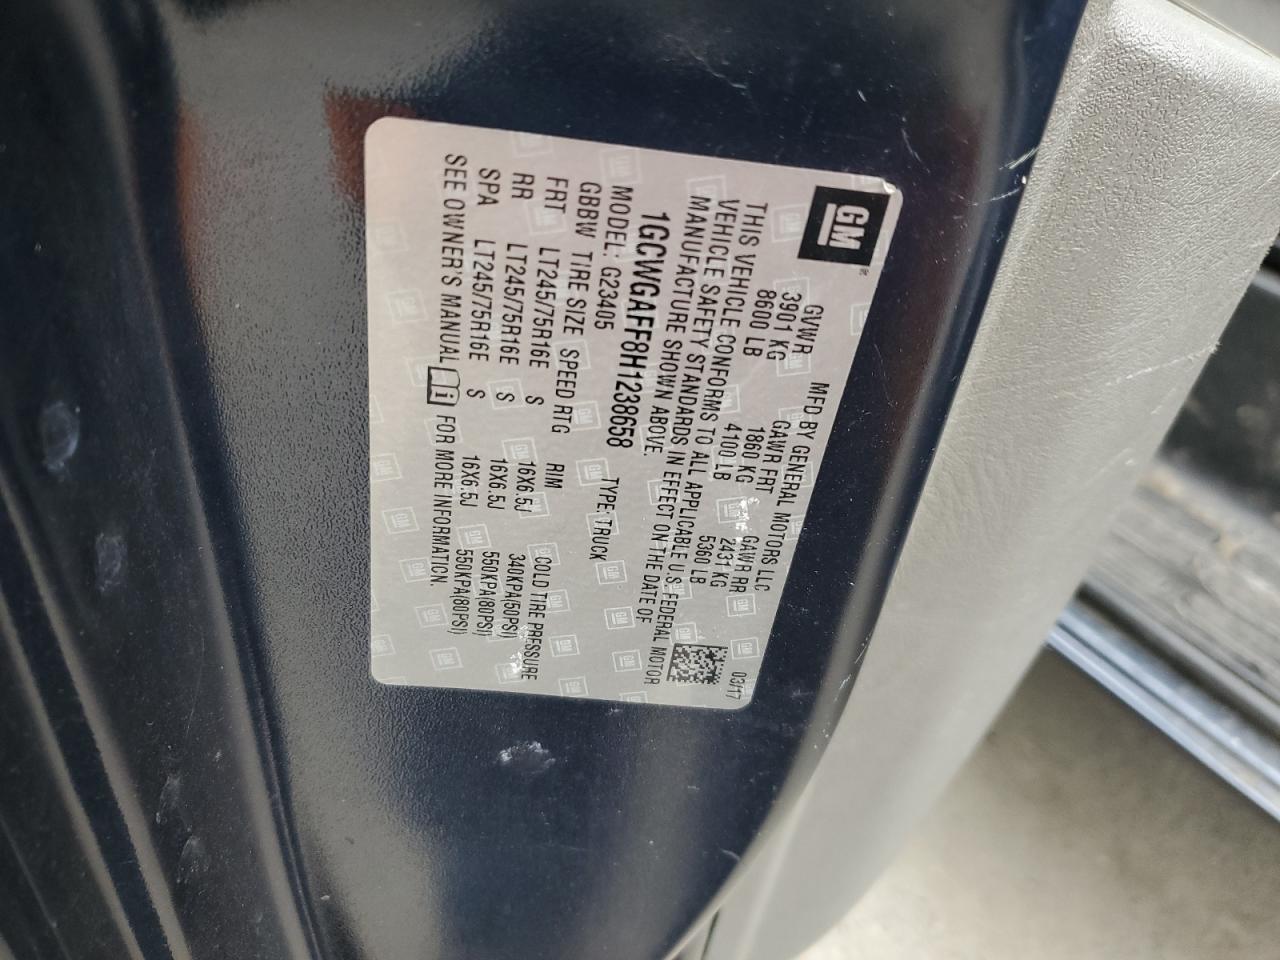 GM
MFD BY GENERAL MOTORS LLC 03/17
GVWR GAWR FRT GAWR RR
3901 KG 1860 KG 2431 KG
8600 LB 4100 LB 5360 LB
THIS VEHICLE CONFORMS TO ALL APPLICABLE U.S. FEDERAL MOTOR
VEHICLE SAFETY STANDARDS IN EFFECT ON THE DATE OF
MANUFACTURE SHOWN ABOVE.
1GCWGAFF8H1238658
TYPE: TRUCK
MODEL: G23405
GBBW TIRE SIZE SPEED RTG RIM COLD TIRE PRESSURE
FRT LT245/75R16E S 16X6.5J 340KPA(50PSI)
RR LT245/75R16E S 16X6.5J 550KPA(80PSI)
SPA LT245/75R16E S 16X6.5J 550KPA(80PSI)
SEE OWNER'S MANUAL i FOR MORE INFORMATION.